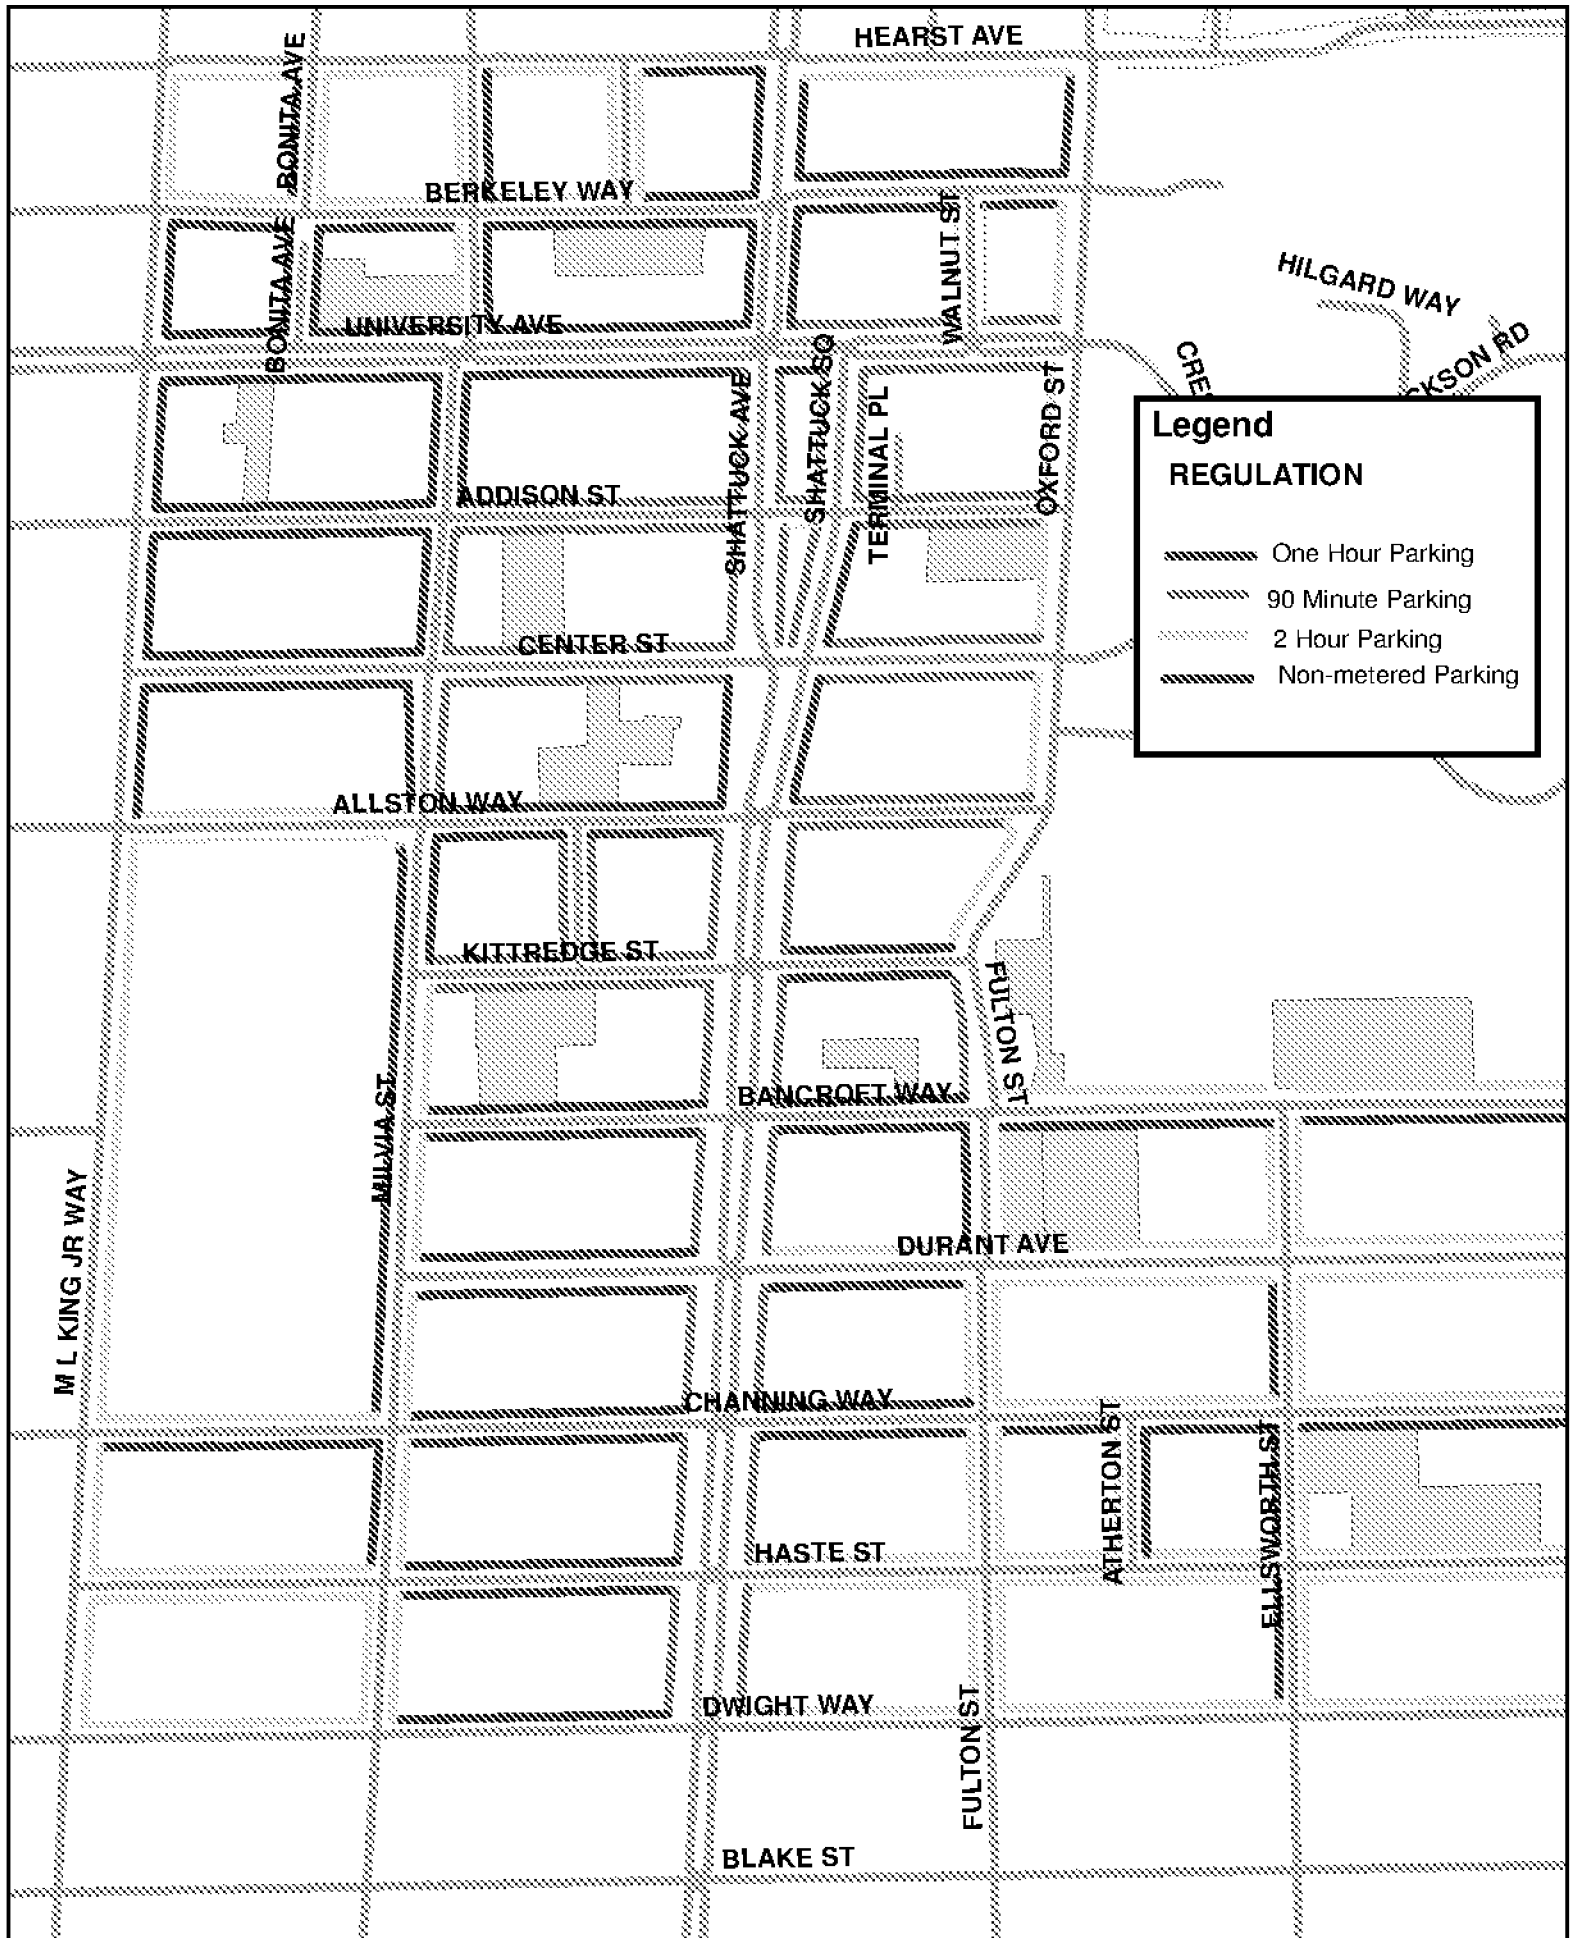 HEARST AVE
BONITA AVE
BERKELEY WAY
BONITA AVE
WALNUT ST
HILGARD WAY
UNIVERSITY AVE
SHATTUCK SQ
CRES
CKSON RD
SHATTUCK AVE
TERMINAL PL
OXFORD ST
Legend
REGULATION
One Hour Parking
90 Minute Parking
2 Hour Parking
Non-metered Parking
ADDISON ST
CENTER ST
ALLSTON WAY
KITTREDGE ST
FULTON ST
BANCROFT WAY
MILVIA ST
M L KING JR WAY
DURANT AVE
CHANNING WAY
ATHERTON ST
ELLSWORTH ST
HASTE ST
DWIGHT WAY
FULTON ST
BLAKE ST